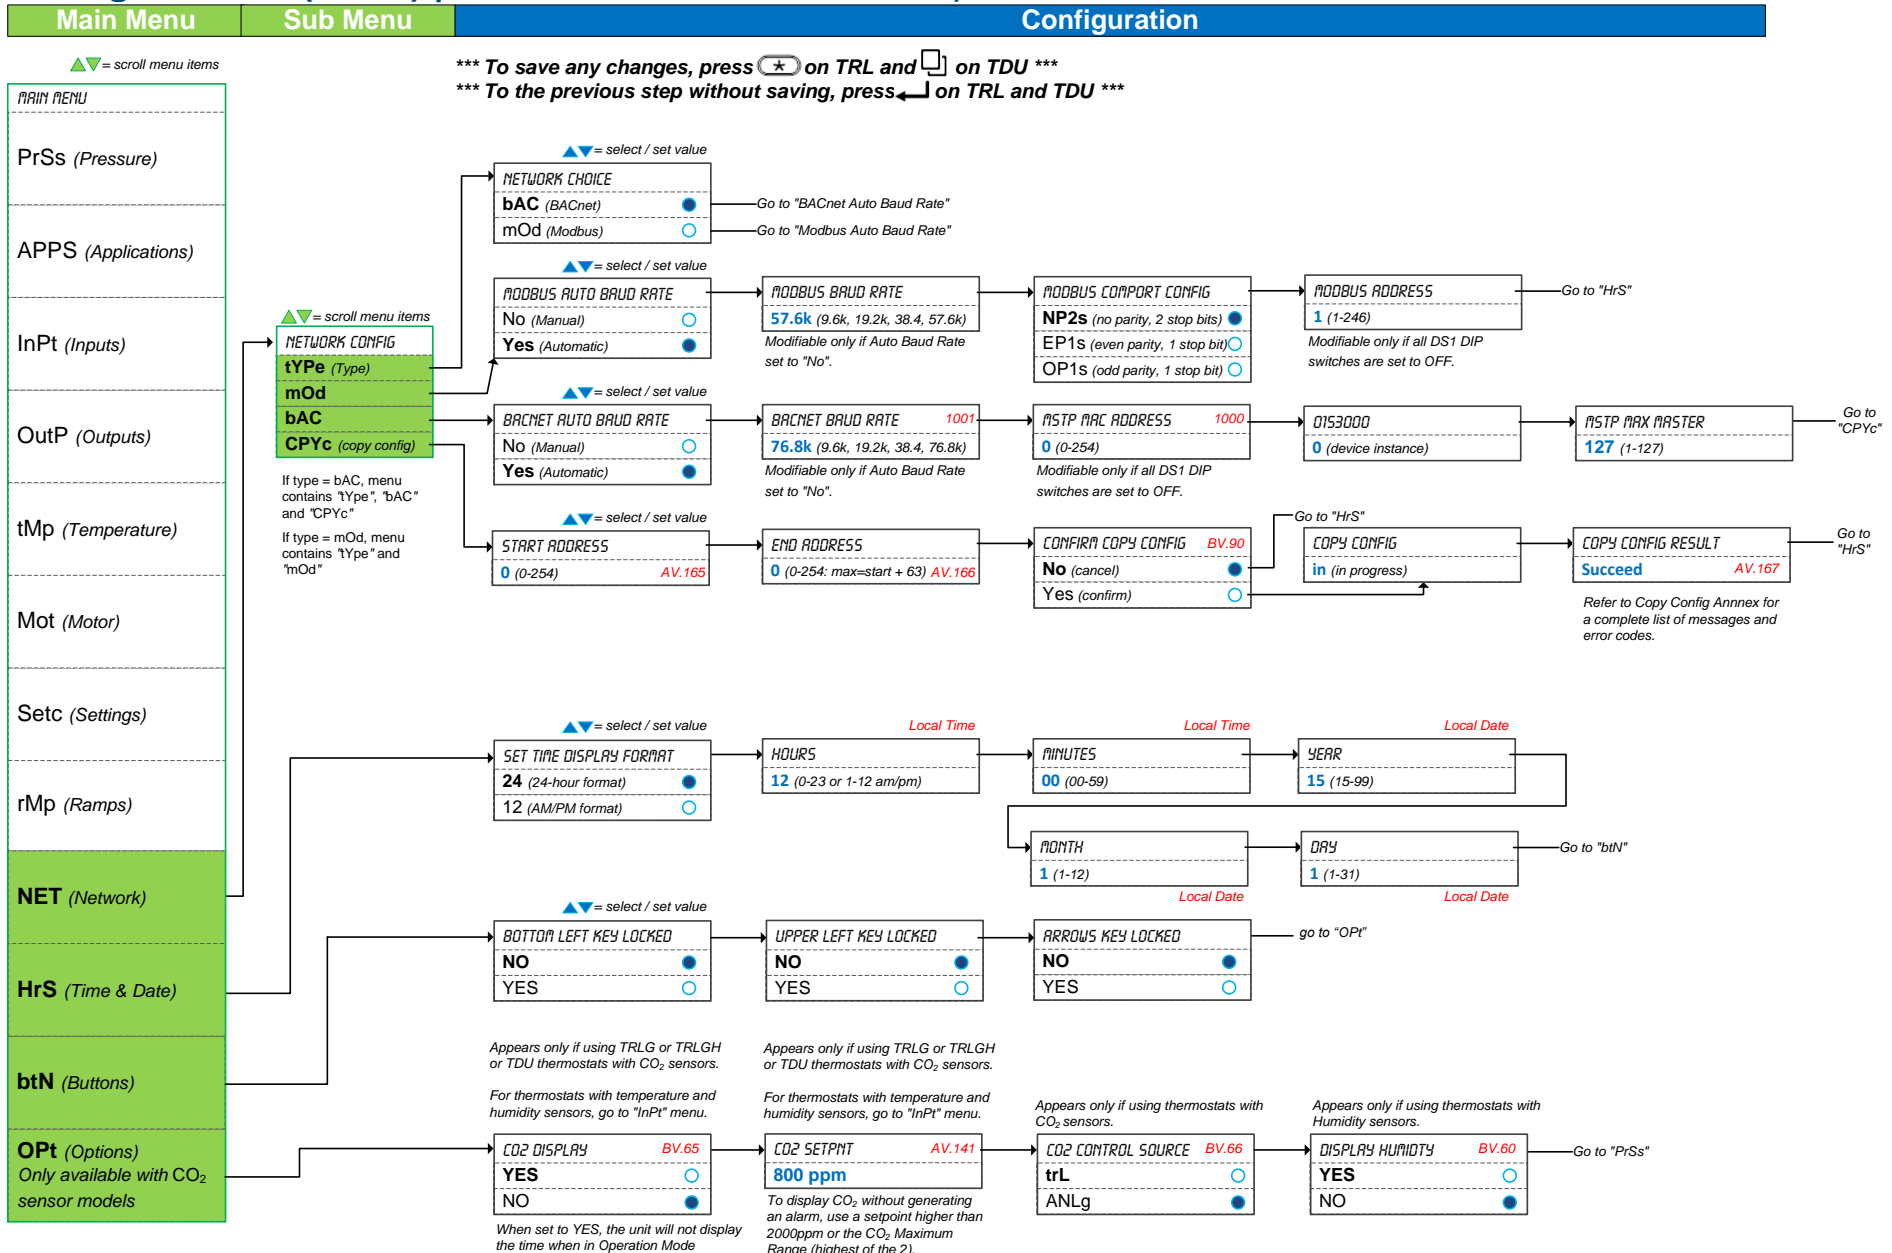 Main Menu
Sub Menu
Configuration
= scroll menu items
*** To save any changes, press on TRL and on TDU ***
*** To the previous step without saving, press on TRL and TDU ***
MAIN MENU
PrSs (Pressure)
APPS (Applications)
InPt (Inputs)
OutP (Outputs)
tMp (Temperature)
Mot (Motor)
Setc (Settings)
rMp (Ramps)
NET (Network)
HrS (Time & Date)
btN (Buttons)
OPt (Options)
Only available with CO2
sensor models
= scroll menu items
NETWORK CONFIG
tYPe (Type)
mOd
bAC
CPYc (copy config)
If type = bAC, menu
contains "tYpe", "bAC"
and "CPYc"
If type = mOd, menu
contains "tYpe" and
"mOd"
= select / set value
NETWORK CHOICE
bAC (BACnet)
Go to "BACnet Auto Baud Rate"
mOd (Modbus)
Go to "Modbus Auto Baud Rate"
= select / set value
MODBUS AUTO BAUD RATE
No (Manual)
Yes (Automatic)
MODBUS BAUD RATE
57.6k (9.6k, 19.2k, 38.4, 57.6k)
Modifiable only if Auto Baud Rate
set to "No".
MODBUS COMPORT CONFIG
NP2s (no parity, 2 stop bits)
EP1s (even parity, 1 stop bit)
OP1s (odd parity, 1 stop bit)
MODBUS ADDRESS
1 (1-246)
Modifiable only if all DS1 DIP
switches are set to OFF.
Go to "HrS"
= select / set value
BACNET AUTO BAUD RATE
No (Manual)
Yes (Automatic)
BACNET BAUD RATE 1001
76.8k (9.6k, 19.2k, 38.4, 76.8k)
Modifiable only if Auto Baud Rate
set to "No".
MSTP MAC ADDRESS 1000
0 (0-254)
Modifiable only if all DS1 DIP
switches are set to OFF.
0153000
0 (device instance)
MSTP MAX MASTER
127 (1-127)
Go to
"CPYc"
= select / set value
START ADDRESS
0 (0-254) AV.165
END ADDRESS
0 (0-254: max=start + 63) AV.166
CONFIRM COPY CONFIG BV.90
No (cancel)
Yes (confirm)
Go to "HrS"
COPY CONFIG
in (in progress)
COPY CONFIG RESULT
Succeed AV.167
Refer to Copy Config Annnex for
a complete list of messages and
error codes.
Go to
"HrS"
= select / set value
SET TIME DISPLAY FORMAT
24 (24-hour format)
12 (AM/PM format)
Local Time
HOURS
12 (0-23 or 1-12 am/pm)
Local Time
MINUTES
00 (00-59)
Local Date
YEAR
15 (15-99)
MONTH
1 (1-12)
Local Date
DAY
1 (1-31)
Local Date
Go to "btN"
= select / set value
BOTTOM LEFT KEY LOCKED
NO
YES
UPPER LEFT KEY LOCKED
NO
YES
ARROWS KEY LOCKED
NO
YES
go to “OPt”
Appears only if using TRLG or TRLGH
or TDU thermostats with CO2 sensors.
For thermostats with temperature and
humidity sensors, go to "InPt" menu.
CO2 DISPLAY BV.65
YES
NO
When set to YES, the unit will not display
the time when in Operation Mode
Appears only if using TRLG or TRLGH
or TDU thermostats with CO2 sensors.
For thermostats with temperature and
humidity sensors, go to "InPt" menu.
CO2 SETPNT AV.141
800 ppm
To display CO2 without generating
an alarm, use a setpoint higher than
2000ppm or the CO2 Maximum
Range (highest of the 2).
Appears only if using thermostats with
CO2 sensors.
CO2 CONTROL SOURCE BV.66
trL
ANLg
Appears only if using thermostats with
Humidity sensors.
DISPLAY HUMIDTY BV.60
YES
NO
Go to "PrSs"